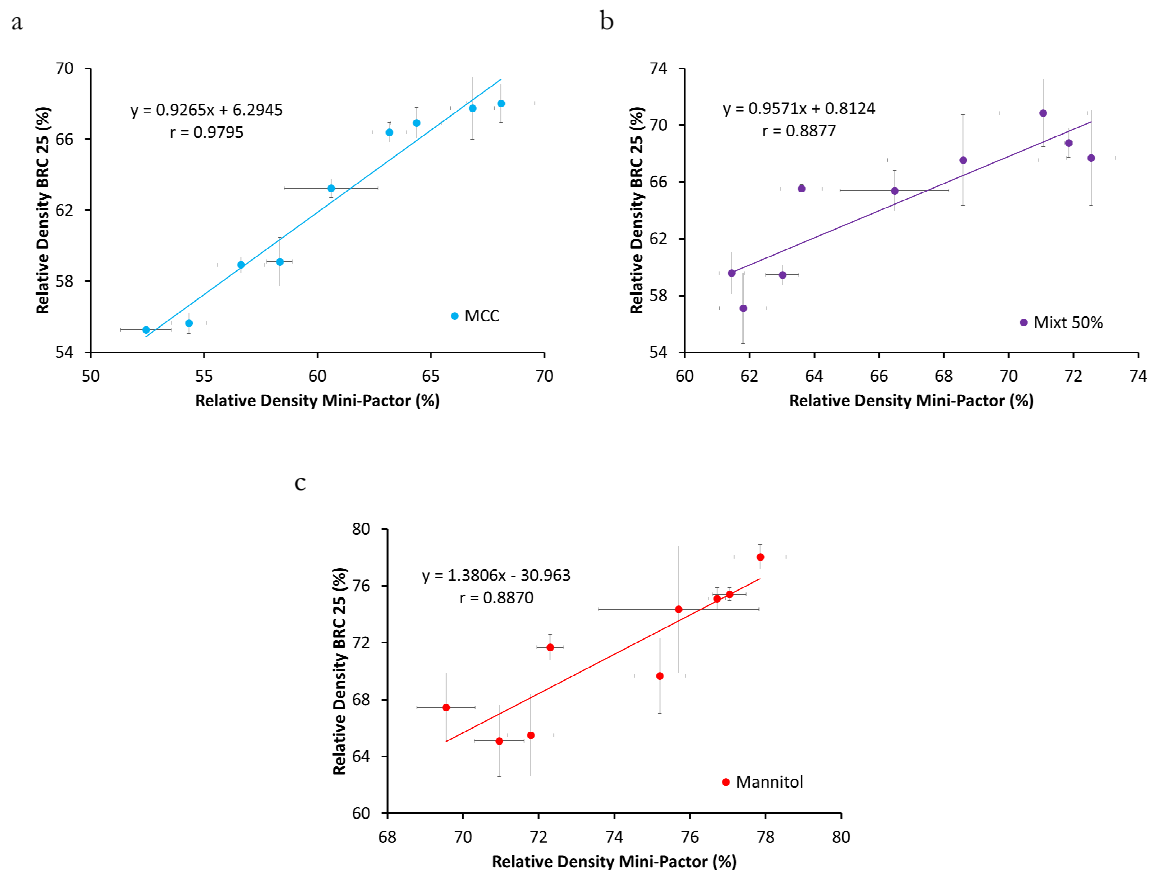 a
70
66
62
58
54
50
55
60
65
70
Relative Density BRC 25 (%)
Relative Density Mini-Pactor (%)
y = 0.9265x + 6.2945
r = 0.9795
MCC
b
74
70
66
62
58
54
60
62
64
66
68
70
72
74
Relative Density BRC 25 (%)
Relative Density Mini-Pactor (%)
y = 0.9571x + 0.8124
r = 0.8877
Mixt 50%
c
80
76
72
68
64
60
68
70
72
74
76
78
80
Relative Density BRC 25 (%)
Relative Density Mini-Pactor (%)
y = 1.3806x - 30.963
r = 0.8870
Mannitol